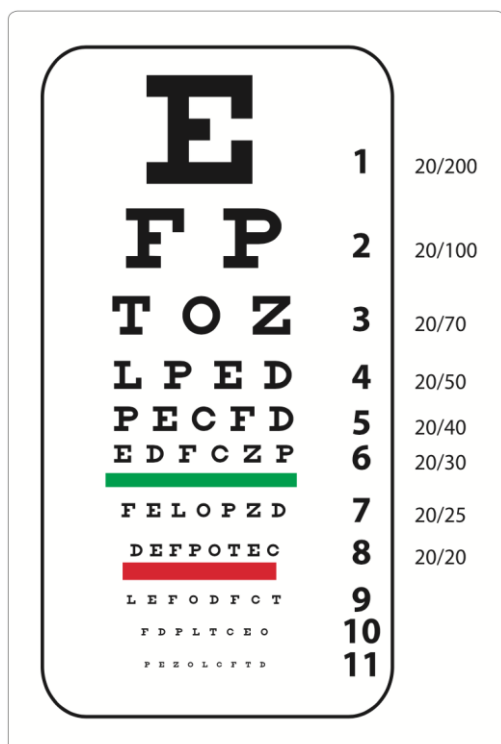 E 1 20/200
F P 2 20/100
T O Z 3 20/70
L P E D 4 20/50
P E C F D 5 20/40
E D F C Z P 6 20/30
F E L O P Z D 7 20/25
D E F P O T E C 8 20/20
L E F O D F C T 9
F D P L T C E O 10
P E Z O L C F T D 11